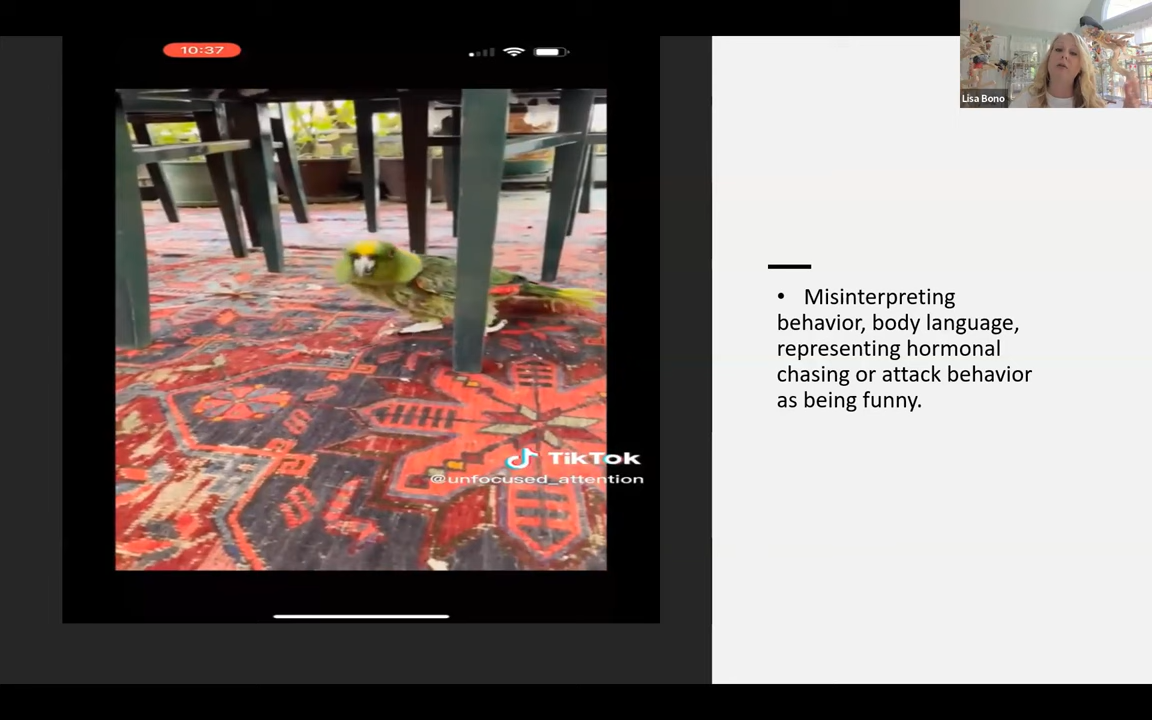 10:37
Lisa Bono
• Misinterpreting
behavior, body language,
representing hormonal
chasing or attack behavior
as being funny.
TikTok
@unfocused_attention